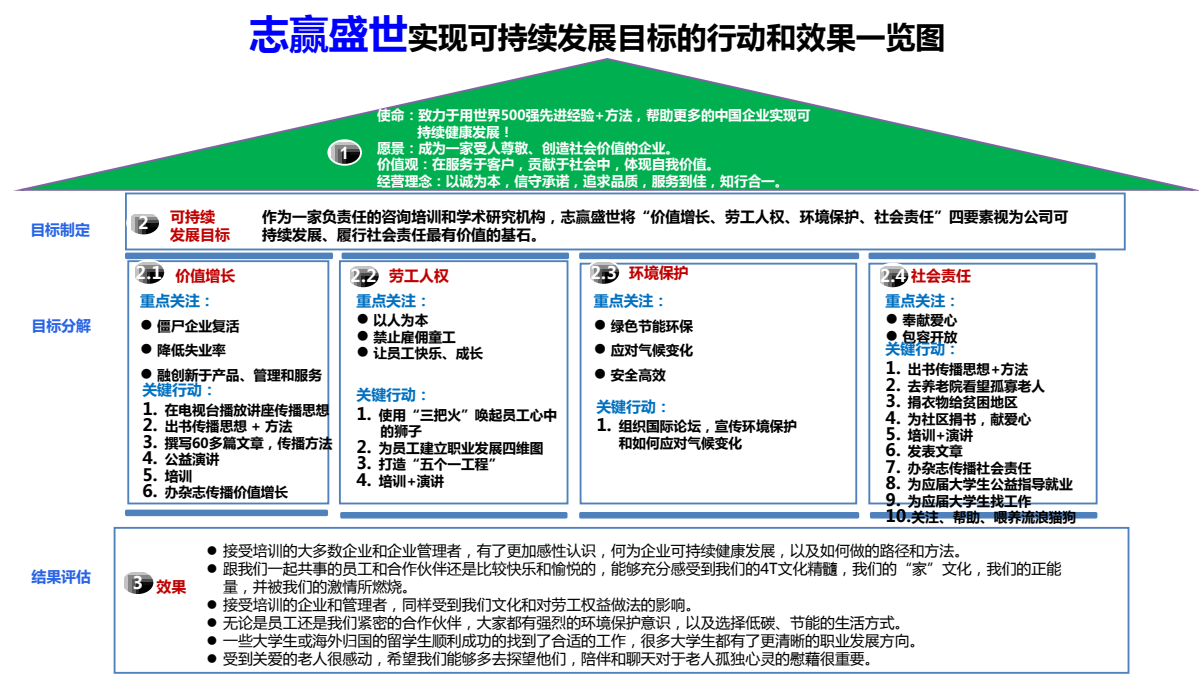 志赢盛世实现可持续发展目标的行动和效果一览图
使命：致力于用世界500强先进经验+方法，帮助更多的中国企业实现可
持续健康发展！
1
愿景：成为一家受人尊敬、创造社会价值的企业。
价值观：在服务于客户，贡献于社会中，体现自我价值。
经营理念：以诚为本，信守承诺，追求品质，服务到佳，知行合一。
目标制定
2
可持续
发展目标
作为一家负责任的咨询培训和学术研究机构，志赢盛世将“价值增长、劳工人权、环境保护、社会责任”四要素视为公司可
持续发展、履行社会责任最有价值的基石。
目标分解
2.1 价值增长
重点关注：
● 僵尸企业复活
● 降低失业率
● 融创新于产品、管理和服务
关键行动：
1. 在电视台播放讲座传播思想
2. 出书传播思想 + 方法
3. 撰写60多篇文章，传播方法
4. 公益演讲
5. 培训
6. 办杂志传播价值增长
2.2 劳工人权
重点关注：
● 以人为本
● 禁止雇佣童工
● 让员工快乐、成长
关键行动：
1. 使用“三把火”唤起员工心中
的狮子
2. 为员工建立职业发展四维图
3. 打造“五个一工程”
4. 培训+演讲
2.3 环境保护
重点关注：
● 绿色节能环保
● 应对气候变化
● 安全高效
关键行动：
1. 组织国际论坛，宣传环境保护
和如何应对气候变化
2.4 社会责任
重点关注：
● 奉献爱心
● 包容开放
关键行动：
1. 出书传播思想+方法
2. 去养老院看望孤寡老人
3. 捐衣物给贫困地区
4. 为社区捐书，献爱心
5. 培训+演讲
6. 发表文章
7. 办杂志传播社会责任
8. 为应届大学生公益指导就业
9. 为应届大学生找工作
10.关注、帮助、喂养流浪猫狗
结果评估
3 效果
● 接受培训的大多数企业和企业管理者，有了更加感性认识，何为企业可持续健康发展，以及如何做的路径和方法。
● 跟我们一起共事的员工和合作伙伴还是比较快乐和愉悦的，能够充分感受到我们的4T文化精髓，我们的“家”文化，我们的正能
量，并被我们的激情所燃烧。
● 接受培训的企业和管理者，同样受到我们文化和对劳工权益做法的影响。
● 无论是员工还是我们紧密的合作伙伴，大家都有强烈的环境保护意识，以及选择低碳、节能的生活方式。
● 一些大学生或海外归国的留学生顺利成功的找到了合适的工作，很多大学生都有了更清晰的职业发展方向。
● 受到关爱的老人很感动，希望我们能够多去探望他们，陪伴和聊天对于老人孤独心灵的慰藉很重要。